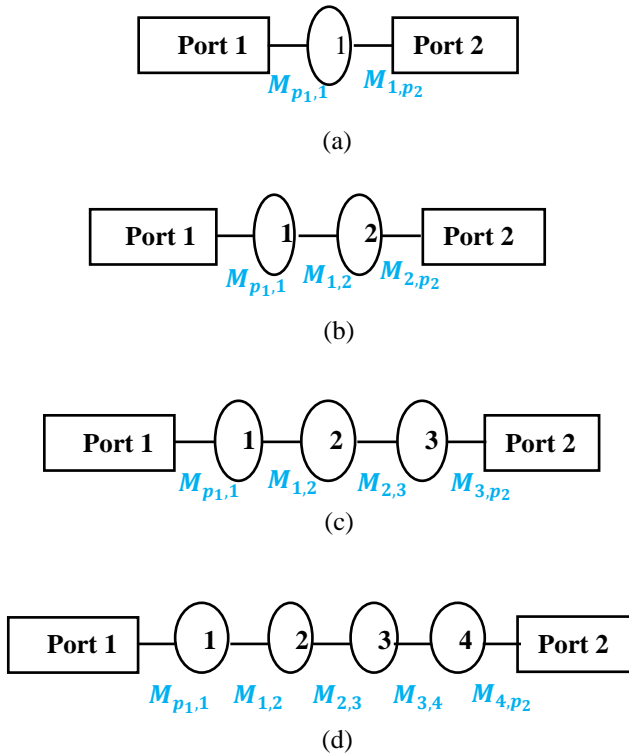 Port 1 1 Port 2
M_{p_1,1} M_{1,p_2}
(a)
Port 1 1 2 Port 2
M_{p_1,1} M_{1,2} M_{2,p_2}
(b)
Port 1 1 2 3 Port 2
M_{p_1,1} M_{1,2} M_{2,3} M_{3,p_2}
(c)
Port 1 1 2 3 4 Port 2
M_{p_1,1} M_{1,2} M_{2,3} M_{3,4} M_{4,p_2}
(d)